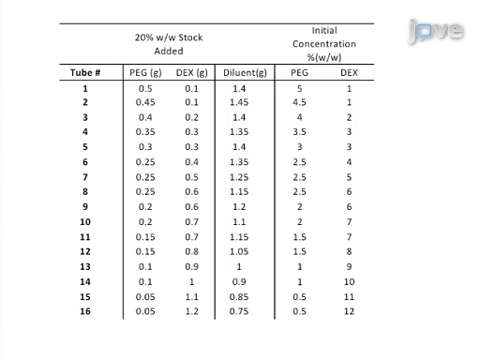 jove
20% w/w Stock Added
Initial Concentration %(w/w)
Tube # PEG (g) DEX (g) Diluent(g) PEG DEX
1 0.5 0.1 1.4 5 1
2 0.45 0.1 1.45 4.5 1
3 0.4 0.2 1.4 4 2
4 0.35 0.3 1.35 3.5 3
5 0.3 0.3 1.4 3 3
6 0.25 0.4 1.35 2.5 4
7 0.25 0.5 1.25 2.5 5
8 0.25 0.6 1.15 2.5 6
9 0.2 0.6 1.2 2 6
10 0.2 0.7 1.1 2 7
11 0.15 0.7 1.15 1.5 7
12 0.15 0.8 1.05 1.5 8
13 0.1 0.9 1 1 9
14 0.1 1 0.9 1 10
15 0.05 1.1 0.85 0.5 11
16 0.05 1.2 0.75 0.5 12